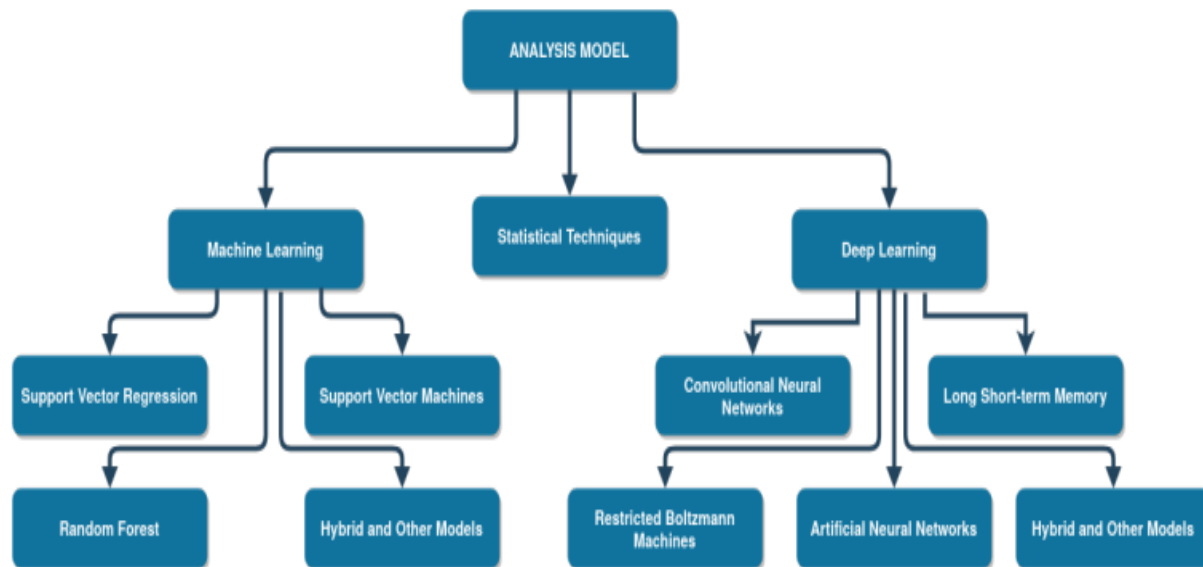 ANALYSIS MODEL
Machine Learning
Statistical Techniques
Deep Learning
Support Vector Regression
Support Vector Machines
Convolutional Neural
Networks
Long Short-term Memory
Random Forest
Hybrid and Other Models
Restricted Boltzmann
Machines
Artificial Neural Networks
Hybrid and Other Models